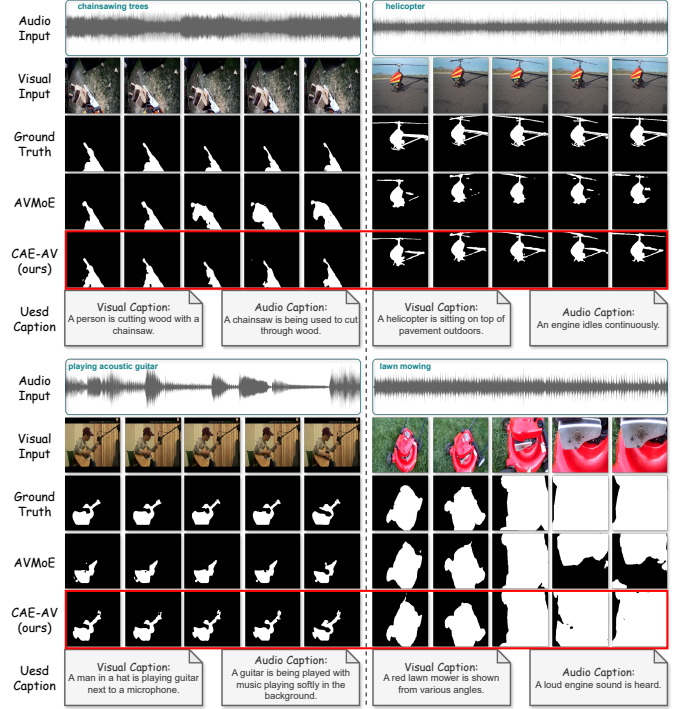 chainsawing trees
helicopter
Audio
Input
Visual
Input
Ground
Truth
AVMoE
CAE-AV
(ours)
Uesd
Caption
Visual Caption:
A person is cutting wood with a
chainsaw.
Audio Caption:
A chainsaw is being used to cut
through wood.
Visual Caption:
A helicopter is sitting on top of
pavement outdoors.
Audio Caption:
An engine idles continuously.
playing acoustic guitar
lawn mowing
Audio
Input
Visual
Input
Ground
Truth
AVMoE
CAE-AV
(ours)
Uesd
Caption
Visual Caption:
A man in a hat is playing guitar
next to a microphone.
Audio Caption:
A guitar is being played with
music playing softly in the
background.
Visual Caption:
A red lawn mower is shown
from various angles.
Audio Caption:
A loud engine sound is heard.